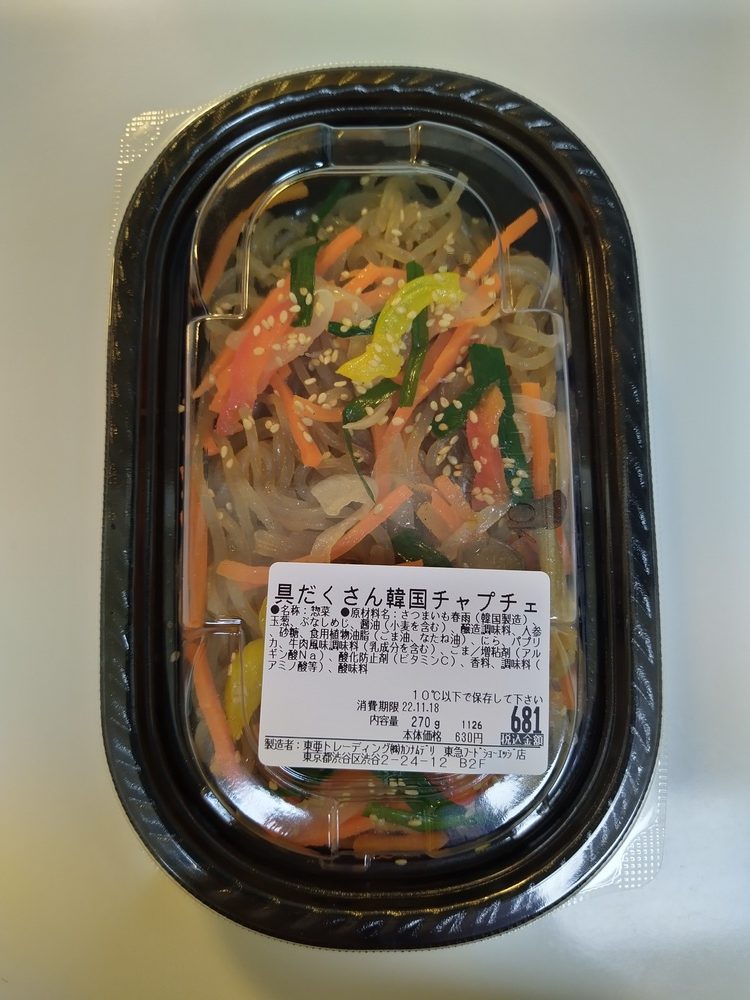 具だくさん韓国チャプチェ
●名称：惣菜 ●原材料名：さつまいも春雨（韓国製造）、
玉葱、ぶなしめじ、醤油（小麦を含む）、醸造調味料、人参
、砂糖、食用植物油脂（ごま油、なたね油）、にら、パプリ
カ、牛肉風味調味料（乳成分を含む）、ごま／増粘剤（アル
ギン酸Ｎａ）、酸化防止剤（ビタミンＣ）、香料、調味料（
アミノ酸等）、酸味料
１０℃以下で保存して下さい
消費期限 22.11.18
内容量 270g 1126 681
本体価格 630円 税込金額
製造者：東亜トレーディング㈱ｶﾝﾅﾑﾃﾞﾘ 東急ﾌｰﾄﾞｼｮｰｴｯｼﾞ店
東京都渋谷区渋谷2-24-12 B2F